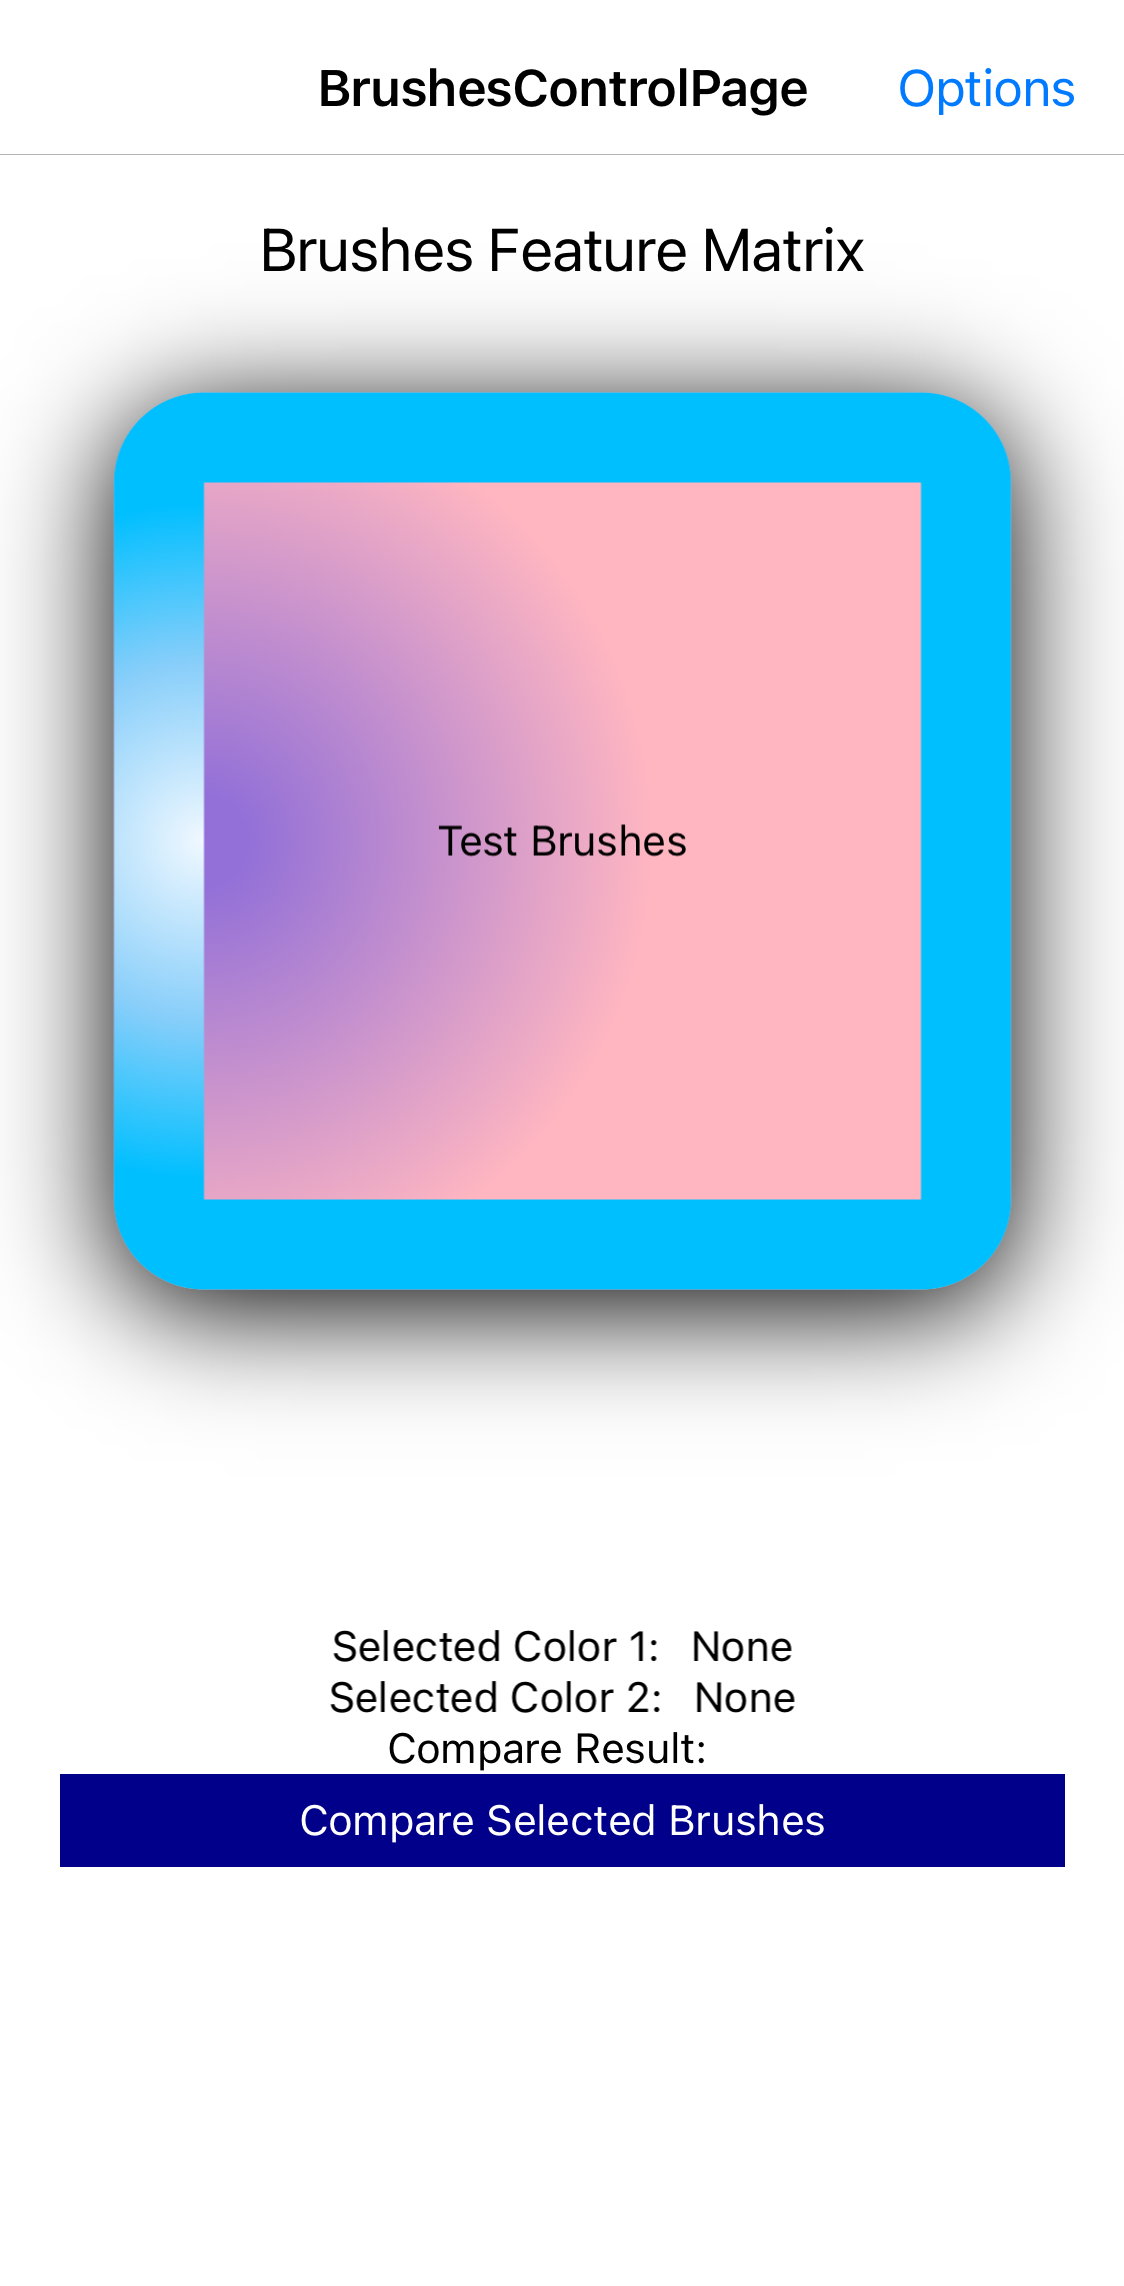 BrushesControlPage
Options
Brushes Feature Matrix
Test Brushes
Selected Color 1: None
Selected Color 2: None
Compare Result:
Compare Selected Brushes